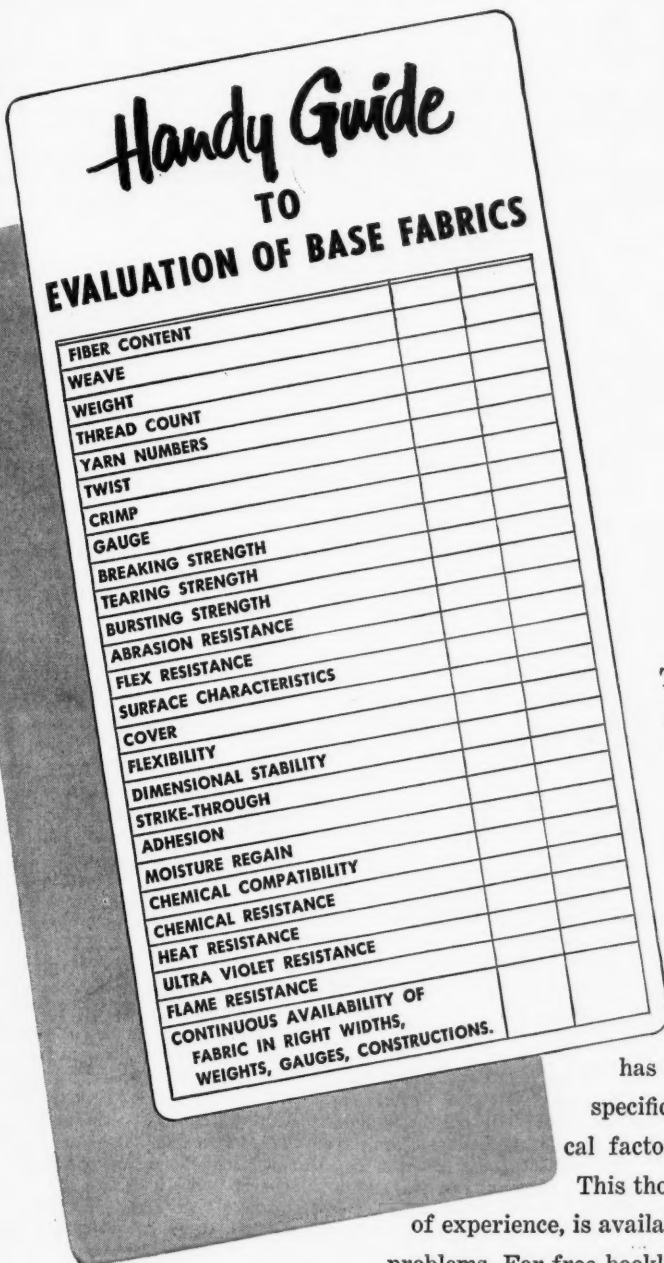 Handy Guide
TO
EVALUATION OF BASE FABRICS
FIBER CONTENT
WEAVE
WEIGHT
THREAD COUNT
YARN NUMBERS
TWIST
CRIMP
GAUGE
BREAKING STRENGTH
TEARING STRENGTH
BURSTING STRENGTH
ABRASION RESISTANCE
FLEX RESISTANCE
SURFACE CHARACTERISTICS
COVER
FLEXIBILITY
DIMENSIONAL STABILITY
STRIKE-THROUGH
ADHESION
MOISTURE REGAIN
CHEMICAL COMPATIBILITY
CHEMICAL RESISTANCE
HEAT RESISTANCE
ULTRA VIOLET RESISTANCE
FLAME RESISTANCE
CONTINUOUS AVAILABILITY OF
FABRIC IN RIGHT WIDTHS,
WEIGHTS, GAUGES, CONSTRUCTIONS.
T
has
specific
cal facto
This tho
of experience, is availa